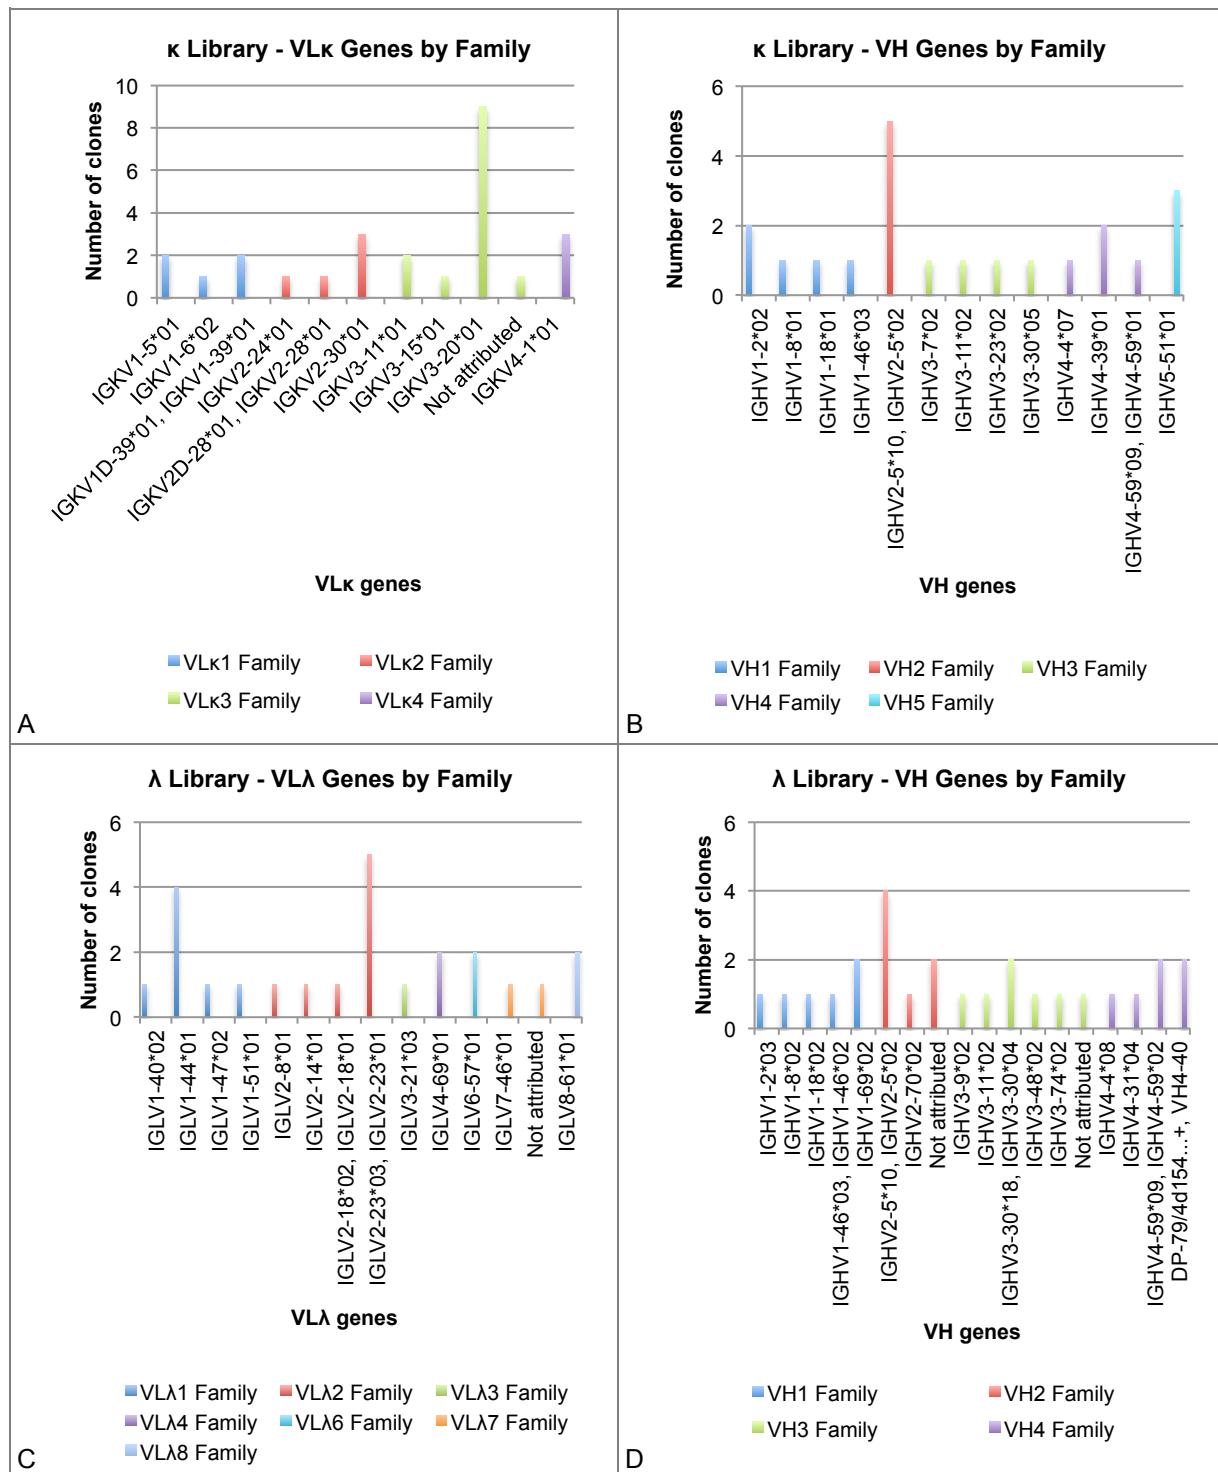 κ Library - VLκ Genes by Family
Number of clones
10
8
6
4
2
0
IGKV1-5*01
IGKV1-6*02
IGKV1D-39*01, IGKV1-39*01
IGKV2-24*01
IGKV2D-28*01, IGKV2-28*01
IGKV2-30*01
IGKV3-11*01
IGKV3-15*01
IGKV3-20*01
Not attributed
IGKV4-1*01
VLκ genes
VLκ1 Family
VLκ2 Family
VLκ3 Family
VLκ4 Family
A
κ Library - VH Genes by Family
Number of clones
6
4
2
0
IGHV1-2*02
IGHV1-8*01
IGHV1-18*01
IGHV1-46*03
IGHV2-5*10, IGHV2-5*02
IGHV3-7*02
IGHV3-11*02
IGHV3-23*02
IGHV3-30*05
IGHV4-4*07
IGHV4-39*01
IGHV4-59*09, IGHV4-59*01
IGHV5-51*01
VH genes
VH1 Family
VH2 Family
VH3 Family
VH4 Family
VH5 Family
B
λ Library - VLλ Genes by Family
Number of clones
6
4
2
0
IGLV1-40*02
IGLV1-44*01
IGLV1-47*02
IGLV1-51*01
IGLV2-8*01
IGLV2-14*01
IGLV2-18*02, IGLV2-18*01
IGLV2-23*03, IGLV2-23*01
IGLV3-21*03
IGLV4-69*01
IGLV6-57*01
IGLV7-46*01
Not attributed
IGLV8-61*01
VLλ genes
VLλ1 Family
VLλ2 Family
VLλ3 Family
VLλ4 Family
VLλ6 Family
VLλ7 Family
VLλ8 Family
C
λ Library - VH Genes by Family
Number of clones
6
4
2
0
IGHV1-2*03
IGHV1-8*02
IGHV1-18*02
IGHV1-46*03, IGHV1-46*02
IGHV1-69*02
IGHV2-5*10, IGHV2-5*02
IGHV2-70*02
Not attributed
IGHV3-9*02
IGHV3-11*02
IGHV3-30*18, IGHV3-30*04
IGHV3-48*02
IGHV3-74*02
Not attributed
IGHV4-4*08
IGHV4-31*04
IGHV4-59*09, IGHV4-59*02
DP-79/4d154...+, VH4-40
VH genes
VH1 Family
VH2 Family
VH3 Family
VH4 Family
D